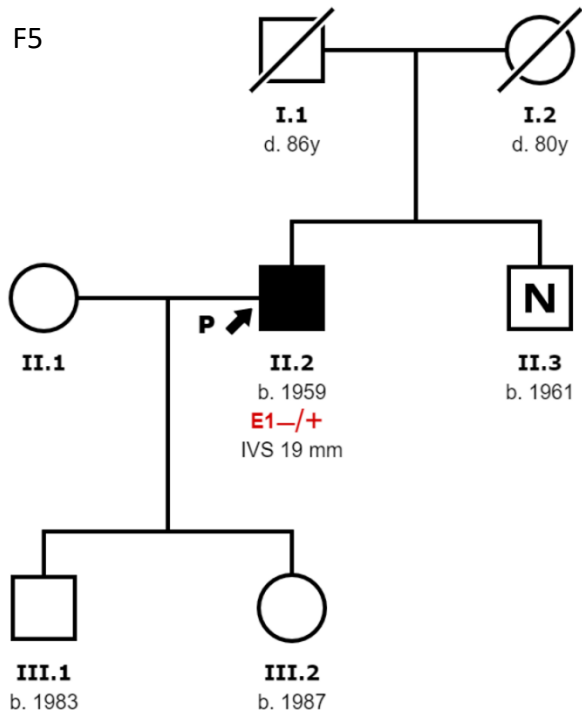 F5
I.1
d. 86y
I.2
d. 80y
P
N
II.1
II.2
b. 1959
E1—/+
IVS 19 mm
II.3
b. 1961
III.1
b. 1983
III.2
b. 1987